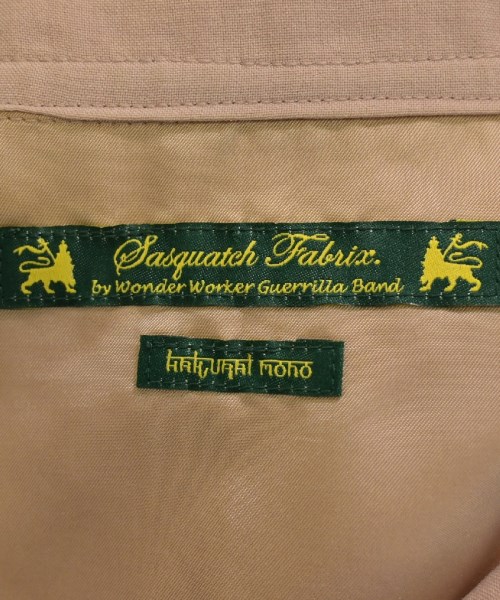 Sasquatch Fabrix.
by Wonder Worker Guerrilla Band
HAKURAI MONO